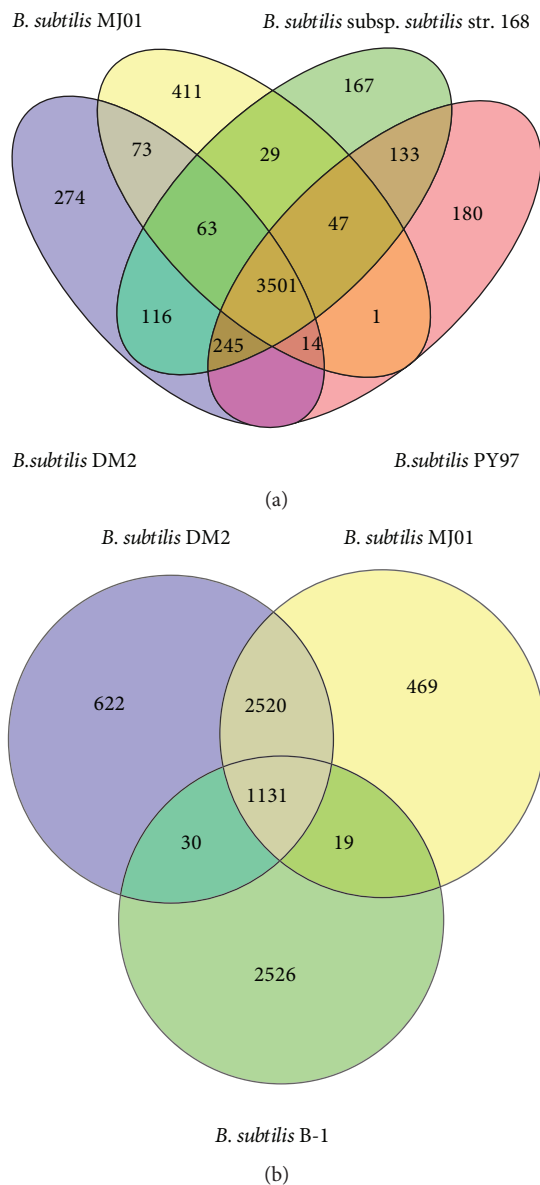 B. subtilis MJ01
B. subtilis subsp. subtilis str. 168
411
167
73
29
133
274
47
180
63
3501
116
1
245
14
B.subtilis DM2
B.subtilis PY97
(a)
B. subtilis DM2
B. subtilis MJ01
622
2520
469
1131
30
19
2526
B. subtilis B-1
(b)